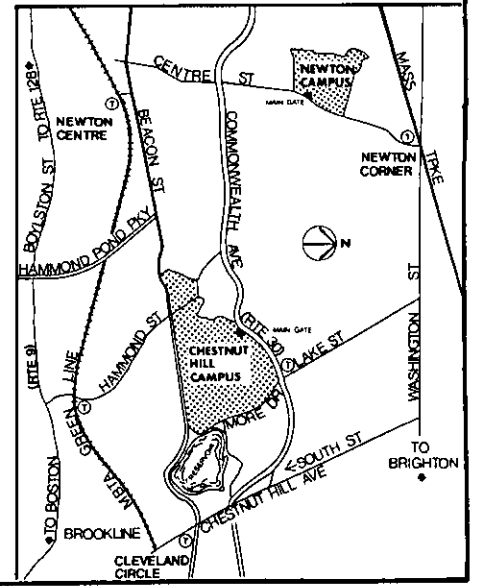 CENTRE ST
NEWTON
CAMPUS
MAIN GATE
MASS TPKE
TO RTE 128
BOYLSTON ST
T
NEWTON
CENTRE
BEACON ST
COMMONWEALTH AVE
T
NEWTON
CORNER
HAMMOND POND PKY
N
WASHINGTON ST
(RTE 9)
HAMMOND ST
(RTE 30)
MAIN GATE
CHESTNUT
HILL
CAMPUS
T
LAKE ST
MBTA GREEN LINE
T
MORE DR
RESERVOIR
←SOUTH ST
TO
BRIGHTON
TO BOSTON
BROOKLINE
CHESTNUT HILL AVE
T
CLEVELAND
CIRCLE